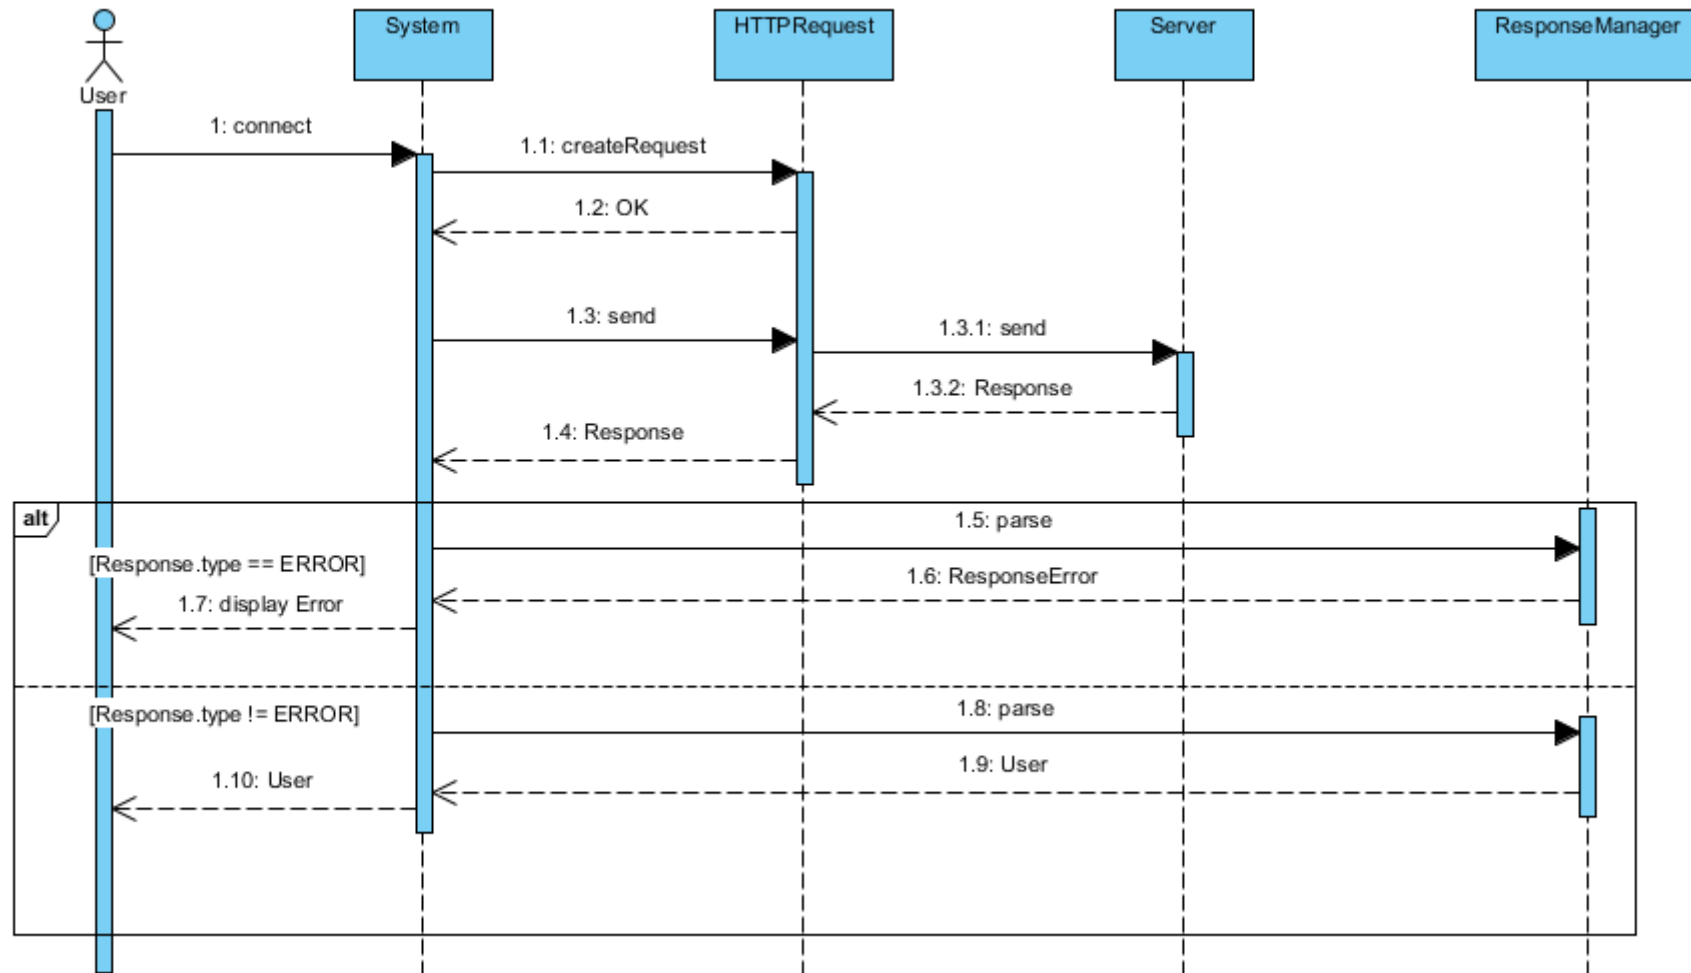 System
HTTPRequest
Server
ResponseManager
User
1: connect
1.1: createRequest
1.2: OK
1.3: send
1.3.1: send
1.3.2: Response
1.4: Response
alt
1.5: parse
[Response.type == ERROR]
1.6: ResponseError
1.7: display Error
[Response.type != ERROR]
1.8: parse
1.9: User
1.10: User